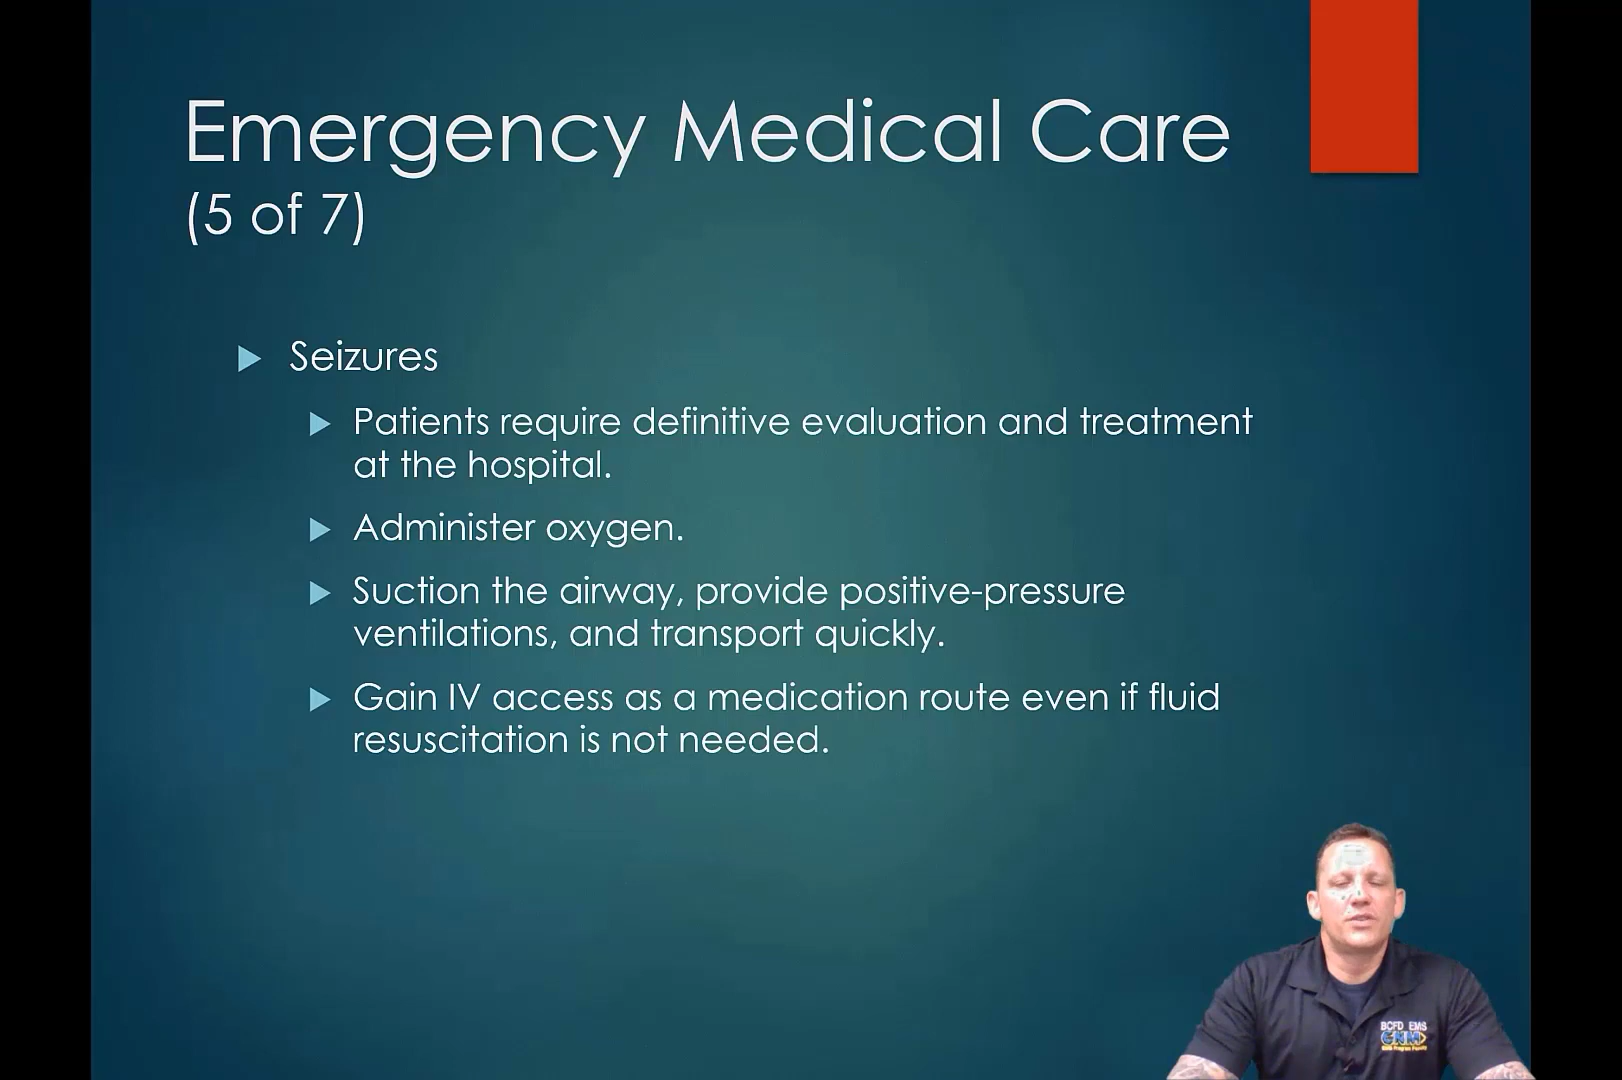 Emergency Medical Care
(5 of 7)
Seizures
Patients require definitive evaluation and treatment
at the hospital.
Administer oxygen.
Suction the airway, provide positive-pressure
ventilations, and transport quickly.
Gain IV access as a medication route even if fluid
resuscitation is not needed.
BCFD EMS
CNM